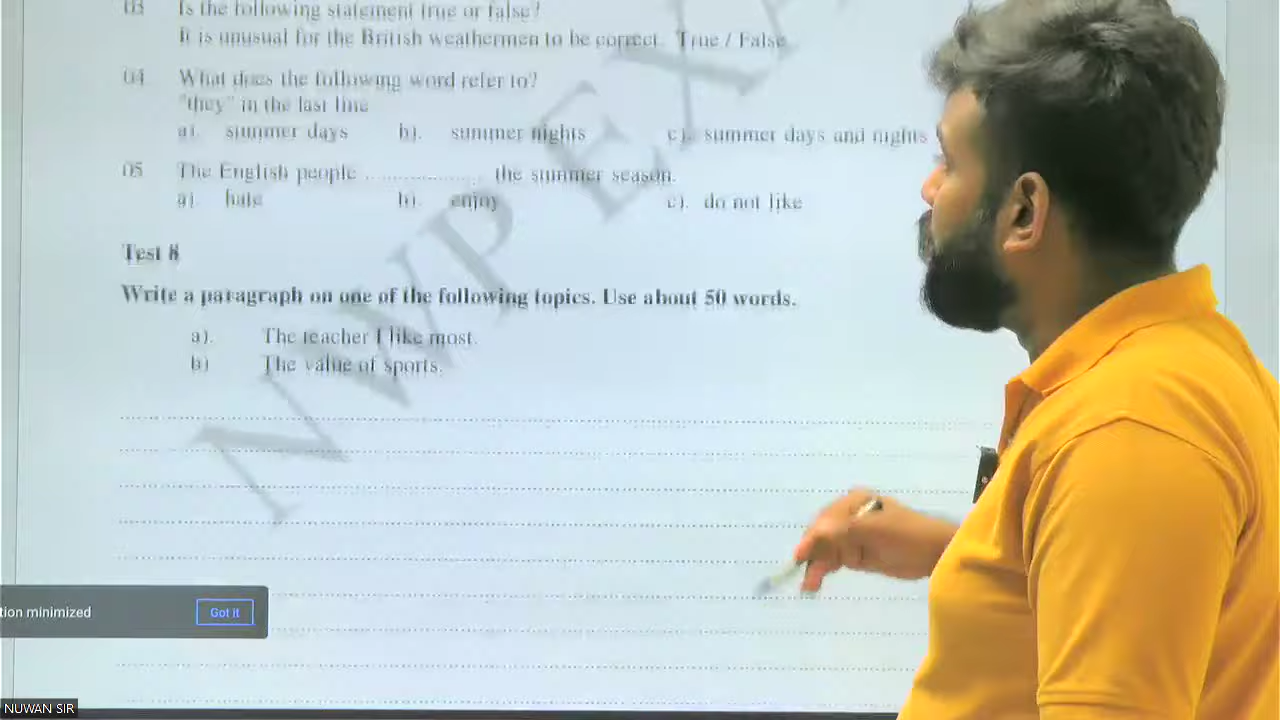 03 Is the following statement true or false?
It is unusual for the British weathermen to be correct. True / False
04 What does the following word refer to?
"they" in the last line
a). summer days b). summer nights c). summer days and nights
05 The English people .................... the summer season.
a). hate b). enjoy c). do not like
Test 8
Write a paragraph on one of the following topics. Use about 50 words.
a). The teacher I like most.
b) The value of sports.
NWP
tion minimized Got it
NUWAN SIR